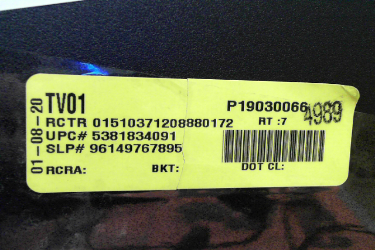 01-08-20
TV01 P19030066
RCTR 01510371208880172 RT :7 4989
UPC# 5381834091
SLP# 96149767895
RCRA: BKT: DOT CL: